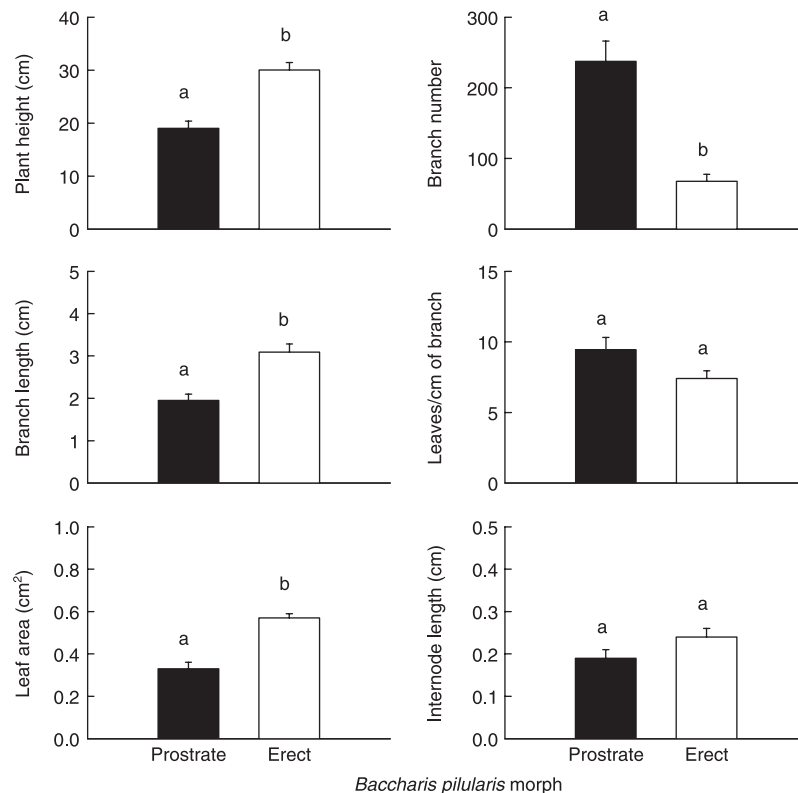 Plant height (cm)
40
30
20
10
0
a
b
Branch number
300
200
100
0
a
b
Branch length (cm)
5
4
3
2
1
0
a
b
Leaves/cm of branch
15
10
5
0
a
a
Leaf area (cm²)
1.0
0.8
0.6
0.4
0.2
0.0
a
b
Prostrate Erect
Internode length (cm)
0.5
0.4
0.3
0.2
0.1
0.0
a
a
Prostrate Erect
Baccharis pilularis morph